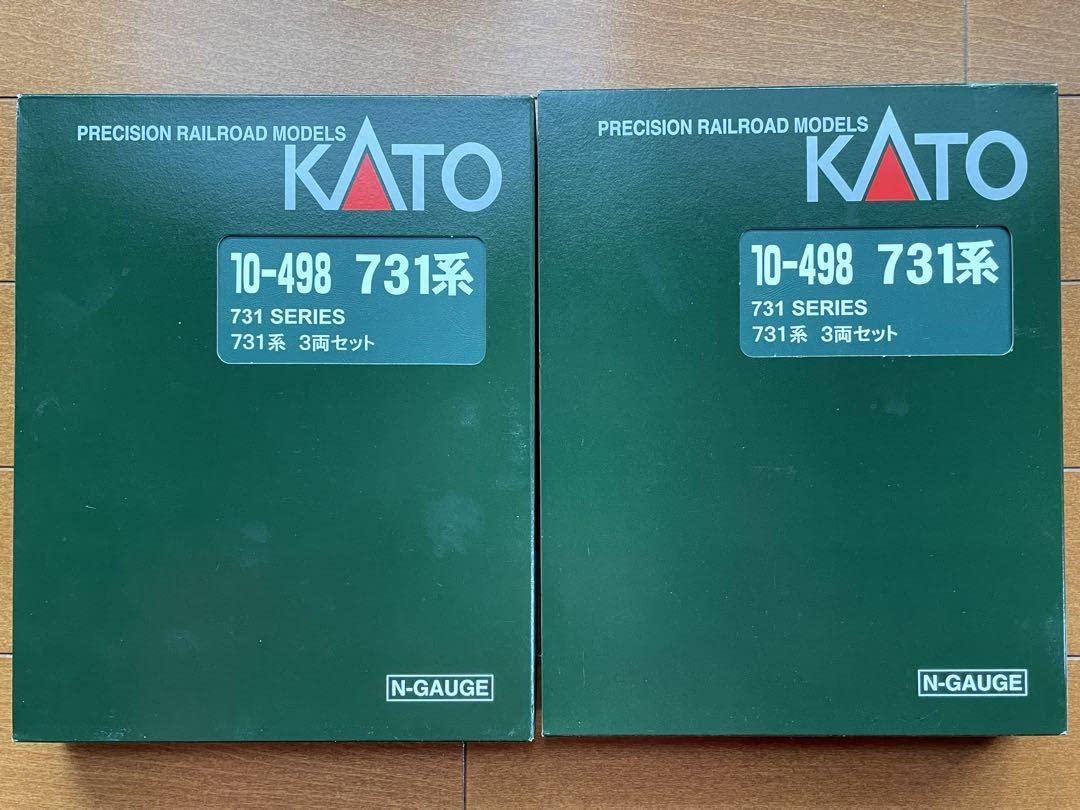 PRECISION RAILROAD MODELS
KATO
10-498 731系
731 SERIES
731系 3両セット
N-GAUGE
PRECISION RAILROAD MODELS
KATO
10-498 731系
731 SERIES
731系 3両セット
N-GAUGE